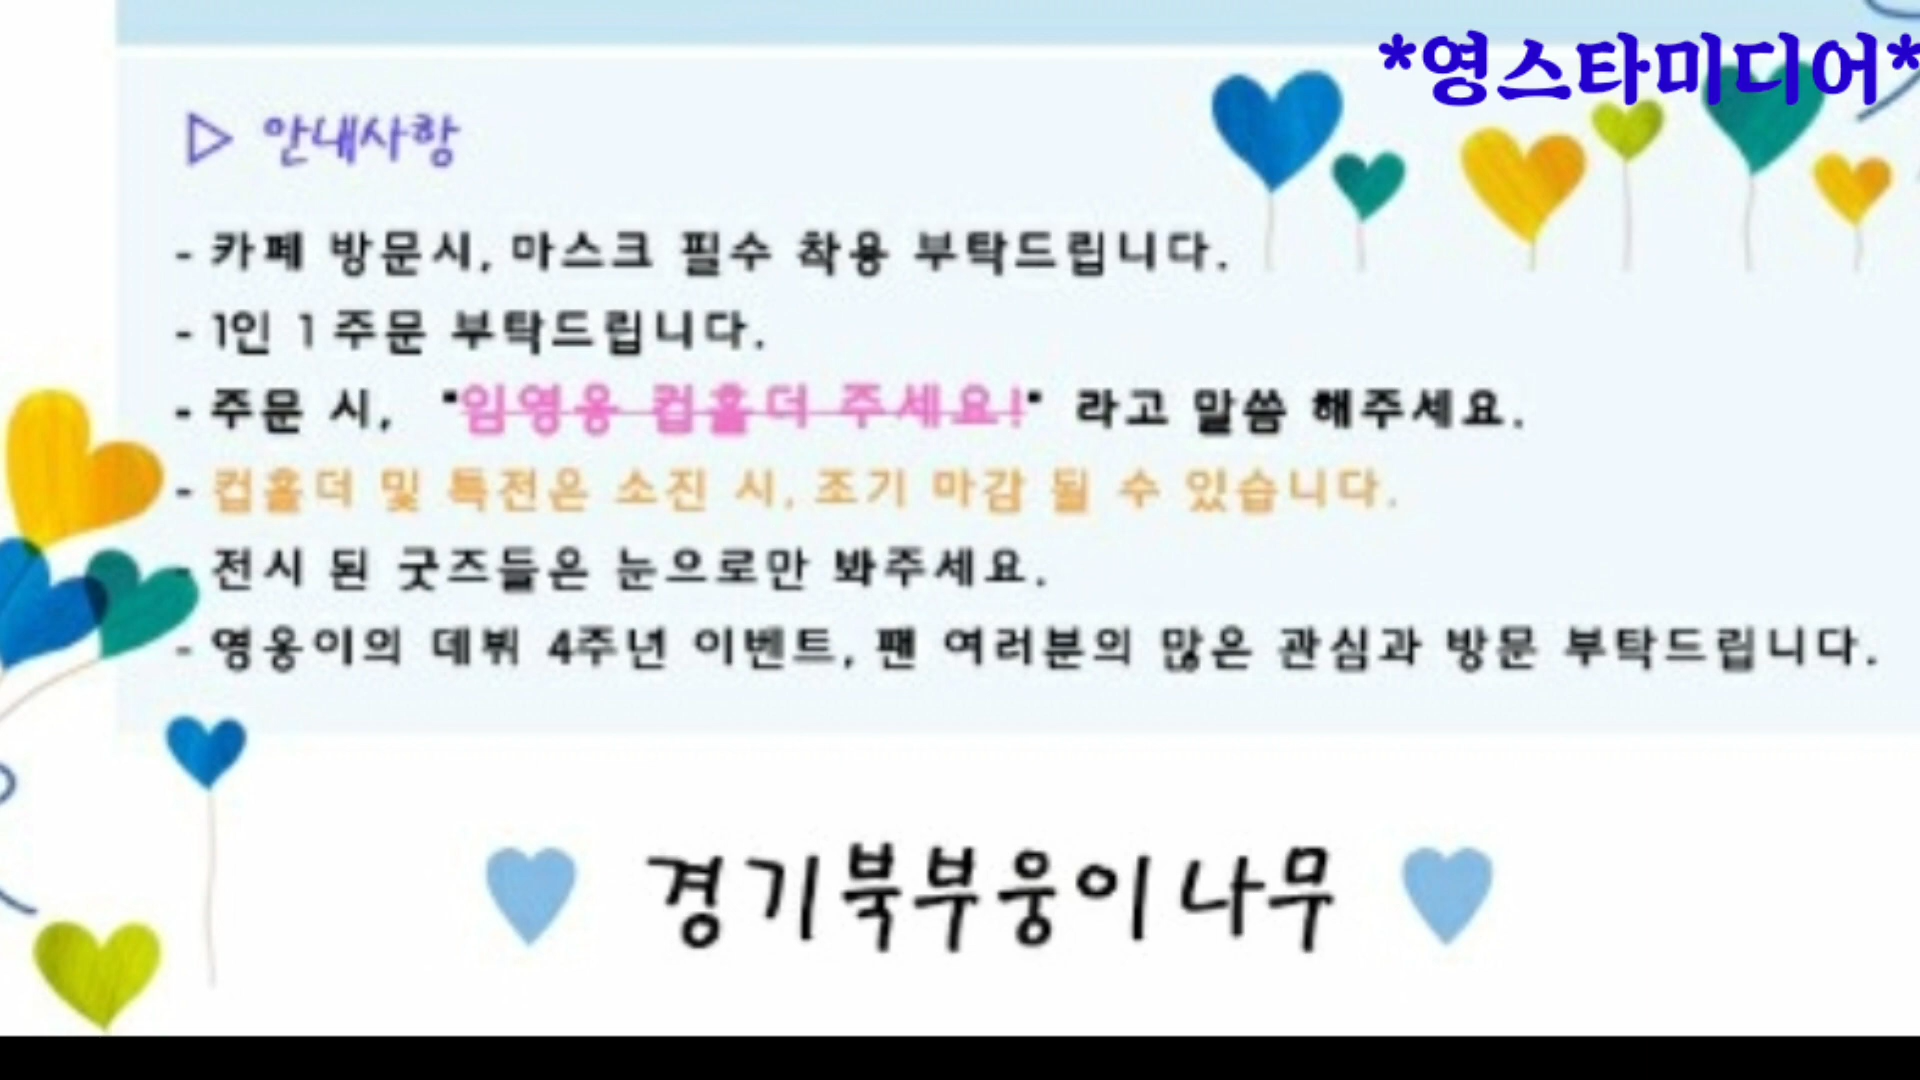 *영스타미디어*
▷ 안내사항
- 카페 방문시, 마스크 필수 착용 부탁드립니다.
- 1인 1 주문 부탁드립니다.
- 주문 시, "임영웅 컵홀더 주세요!" 라고 말씀 해주세요.
- 컵홀더 및 특전은 소진 시, 조기 마감 될 수 있습니다.
- 전시 된 굿즈들은 눈으로만 봐주세요.
- 영웅이의 데뷔 4주년 이벤트, 팬 여러분의 많은 관심과 방문 부탁드립니다.
경기북부웅이나무